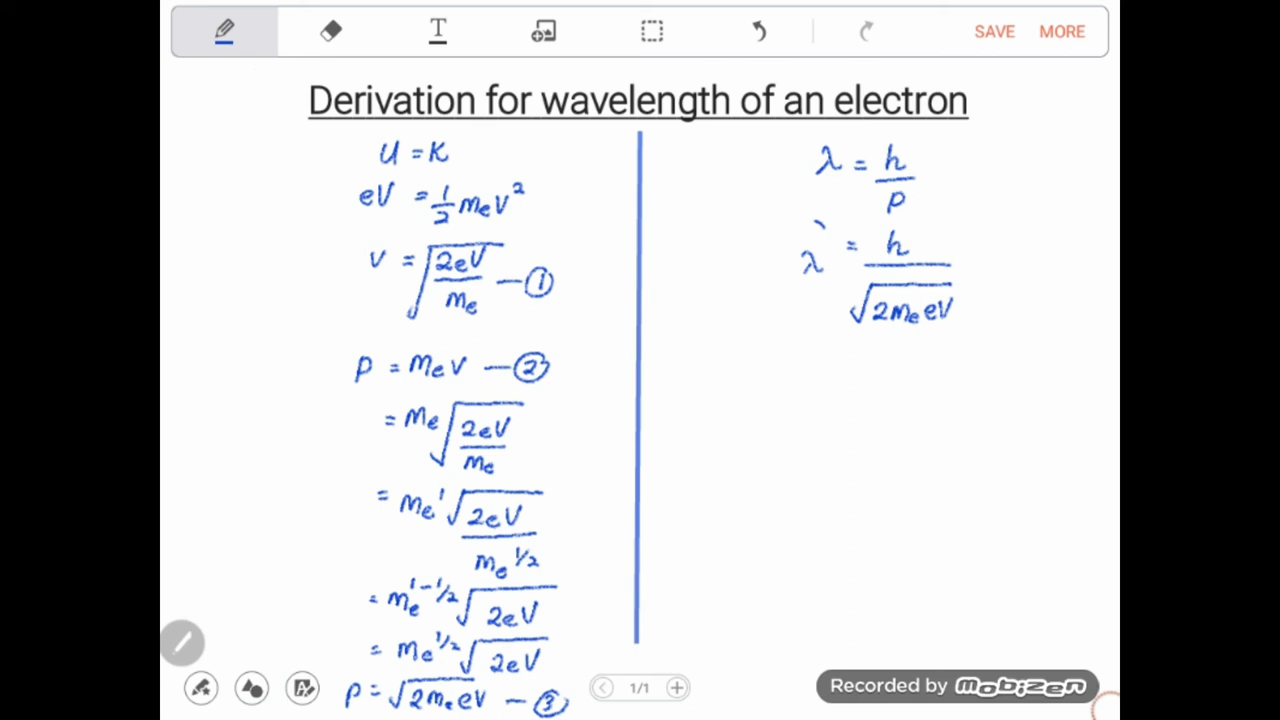 T
SAVE MORE
Derivation for wavelength of an electron
U = K
eV = 1/2 meV²
V = √(2eV/me) — ①
P = meV — ②
= me √(2eV/me)
= me¹ √2eV / me^1/2
= me^1-1/2 √2eV
= me^1/2 √2eV
P = √2meeV — ③
λ = h/P
λ = h/√2meeV
1/1
Recorded by mobizen